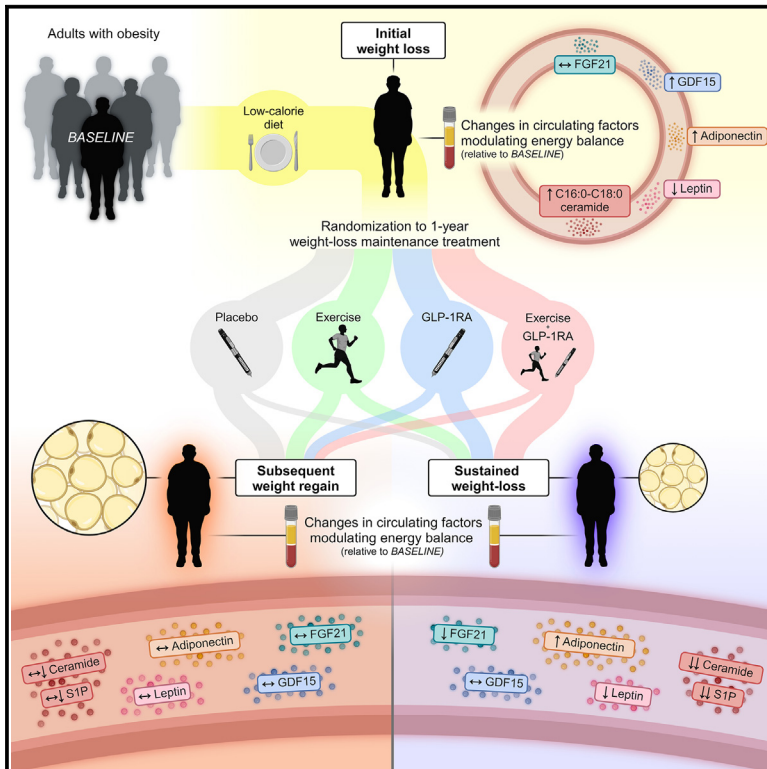 Adults with obesity
BASELINE
Low-calorie
diet
Initial
weight loss
Changes in circulating factors
modulating energy balance
(relative to BASELINE)
↔ FGF21
↑ GDF15
↑ Adiponectin
↓ Leptin
↑ C16:0-C18:0
ceramide
Randomization to 1-year
weight-loss maintenance treatment
Placebo
Exercise
GLP-1RA
Exercise
+
GLP-1RA
Subsequent
weight regain
Sustained
weight-loss
Changes in circulating factors
modulating energy balance
(relative to BASELINE)
↔↓ Ceramide
↔↓ S1P
↔ Adiponectin
↔ Leptin
↔ FGF21
↔ GDF15
↓ FGF21
↔ GDF15
↑ Adiponectin
↓ Leptin
↓↓ Ceramide
↓↓ S1P